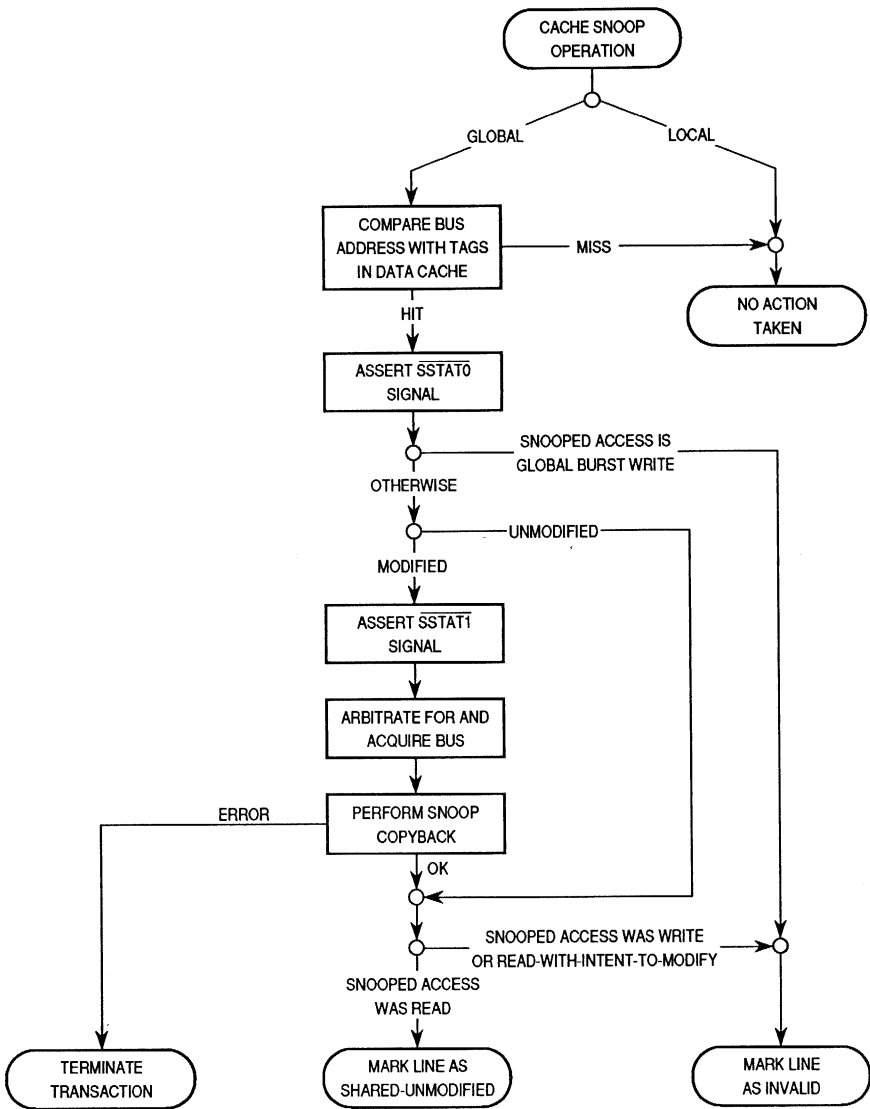 CACHE SNOOP
OPERATION
GLOBAL
LOCAL
COMPARE BUS
ADDRESS WITH TAGS
IN DATA CACHE
MISS
NO ACTION
TAKEN
HIT
ASSERT SSTAT0
SIGNAL
SNOOPED ACCESS IS
GLOBAL BURST WRITE
OTHERWISE
UNMODIFIED
MODIFIED
ASSERT SSTAT1
SIGNAL
ARBITRATE FOR AND
ACQUIRE BUS
ERROR
PERFORM SNOOP
COPYBACK
OK
SNOOPED ACCESS WAS WRITE
OR READ-WITH-INTENT-TO-MODIFY
SNOOPED ACCESS
WAS READ
TERMINATE
TRANSACTION
MARK LINE AS
SHARED-UNMODIFIED
MARK LINE
AS INVALID